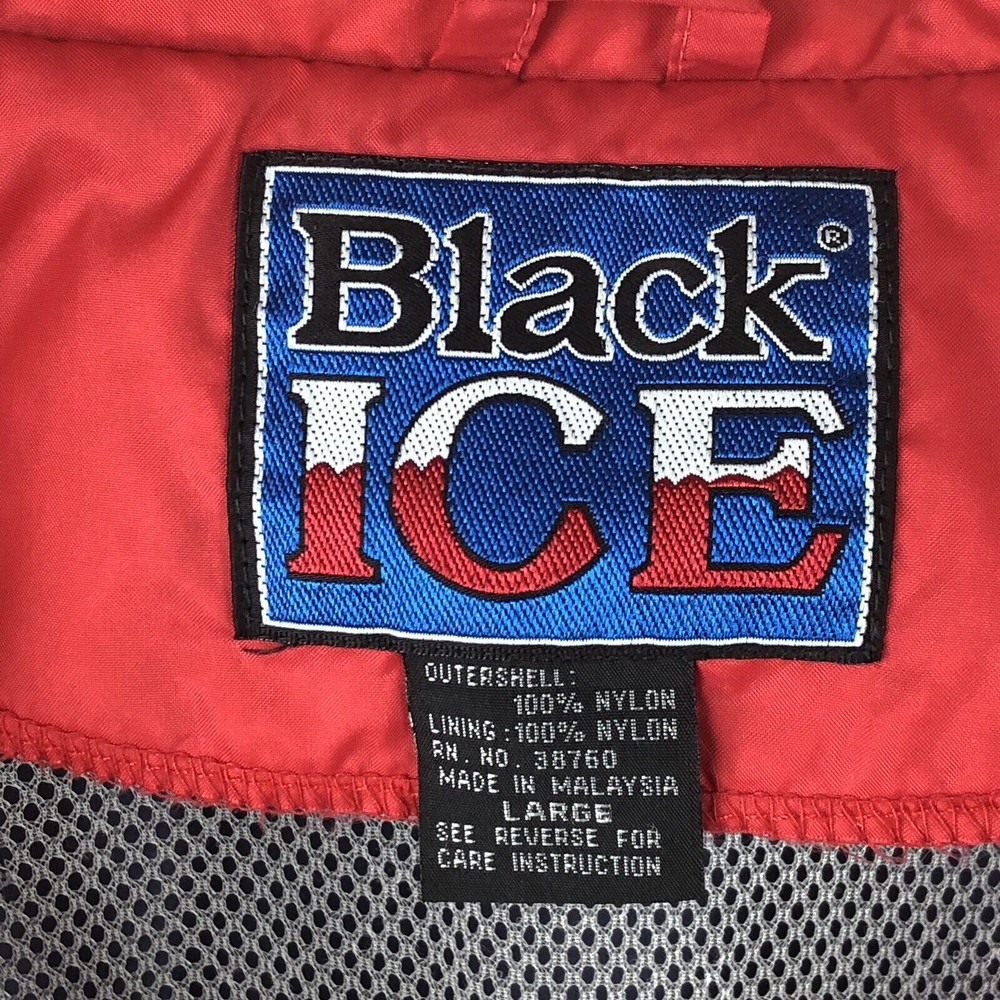 Black®
ICE
OUTERSHELL:
100% NYLON
LINING:100% NYLON
RN. NO. 38760
MADE IN MALAYSIA
LARGE
SEE REVERSE FOR
CARE INSTRUCTION